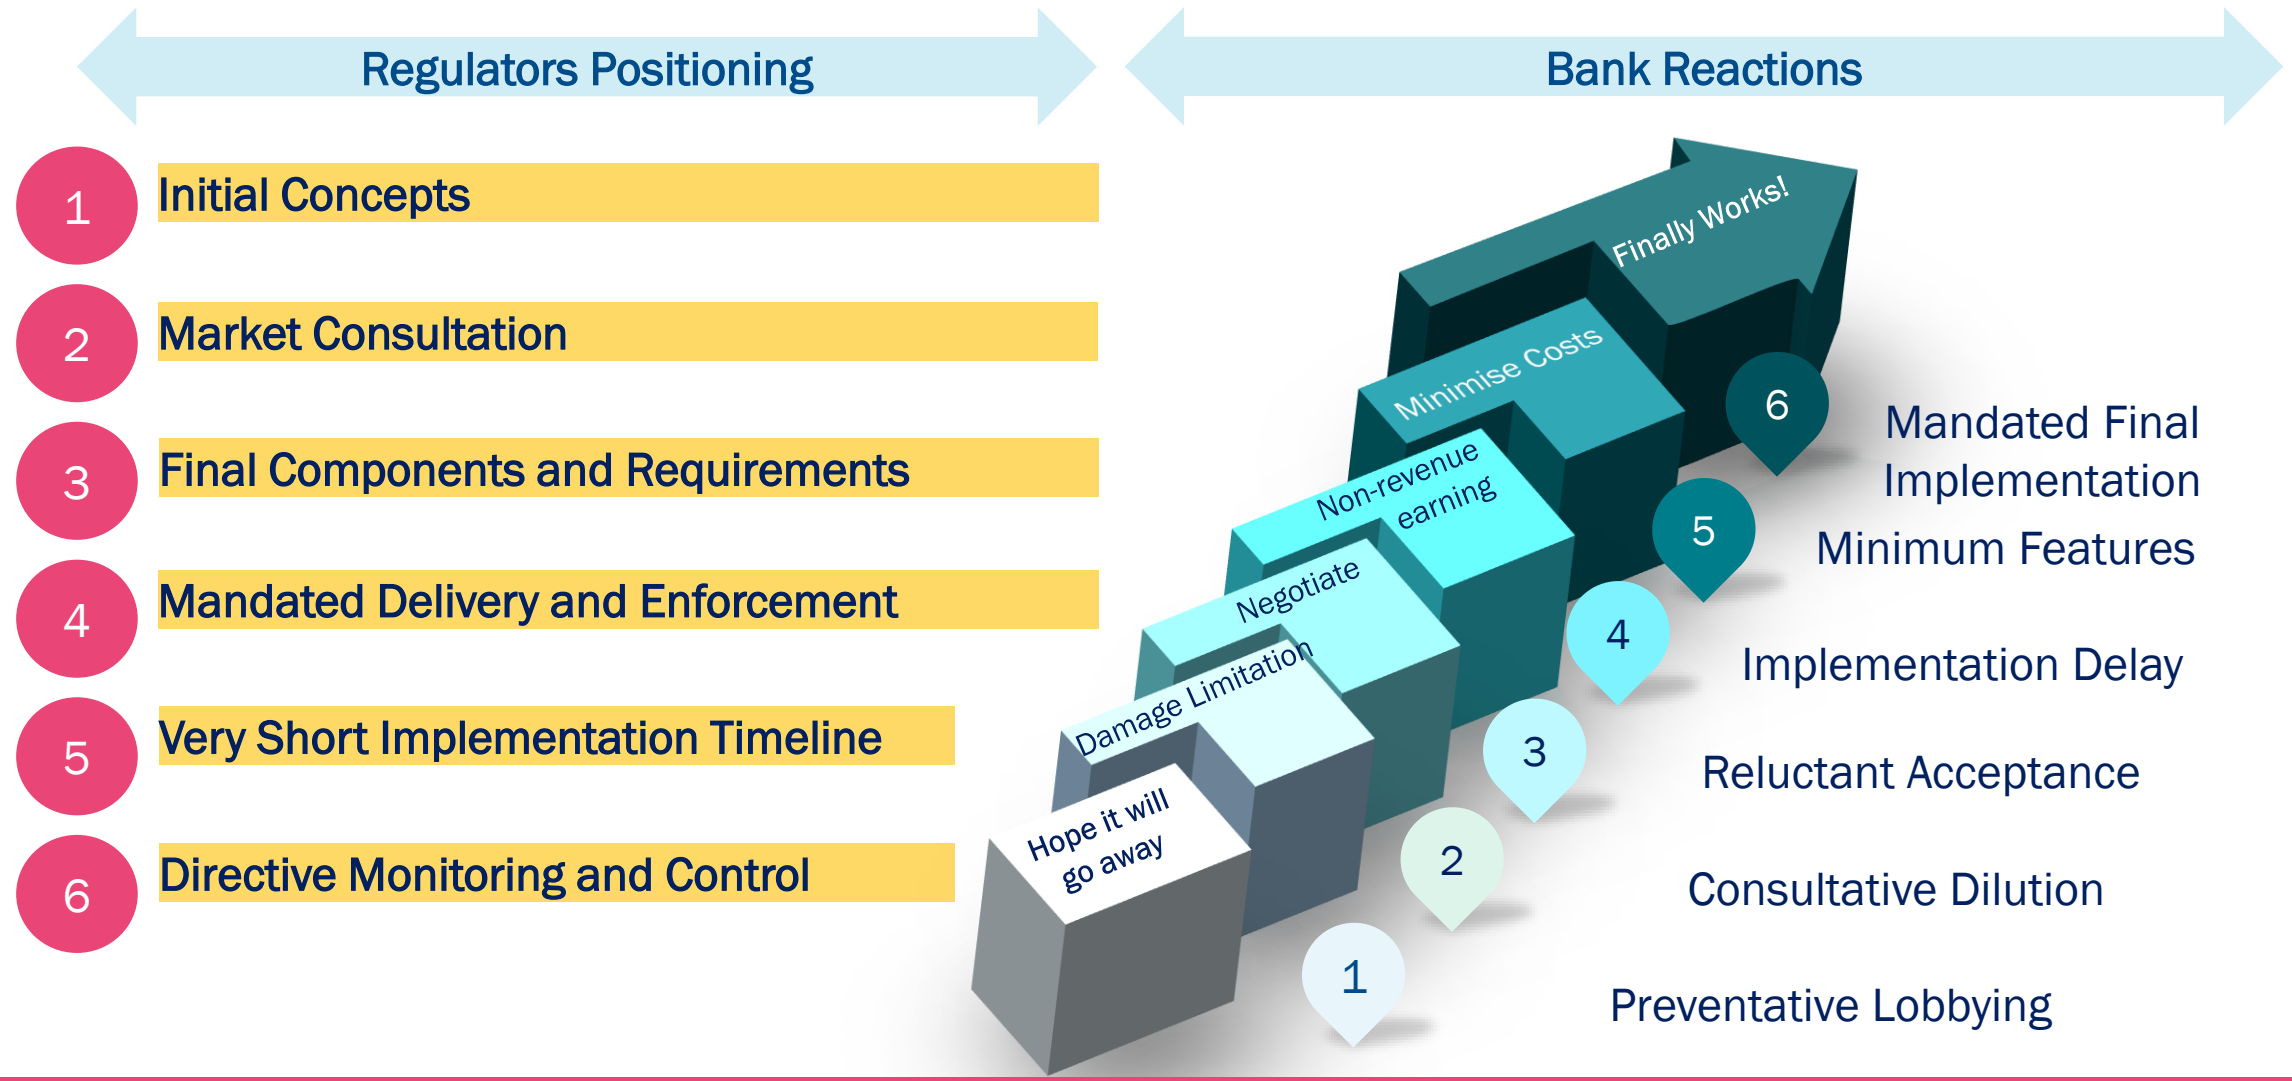 Regulators Positioning
Bank Reactions
1
Initial Concepts
2
Market Consultation
3
Final Components and Requirements
4
Mandated Delivery and Enforcement
5
Very Short Implementation Timeline
6
Directive Monitoring and Control
Finally Works!
Minimise Costs
Non-revenue
earning
Negotiate
Damage Limitation
Hope it will
go away
6
Mandated Final
Implementation
5
Minimum Features
4
Implementation Delay
3
Reluctant Acceptance
2
Consultative Dilution
1
Preventative Lobbying